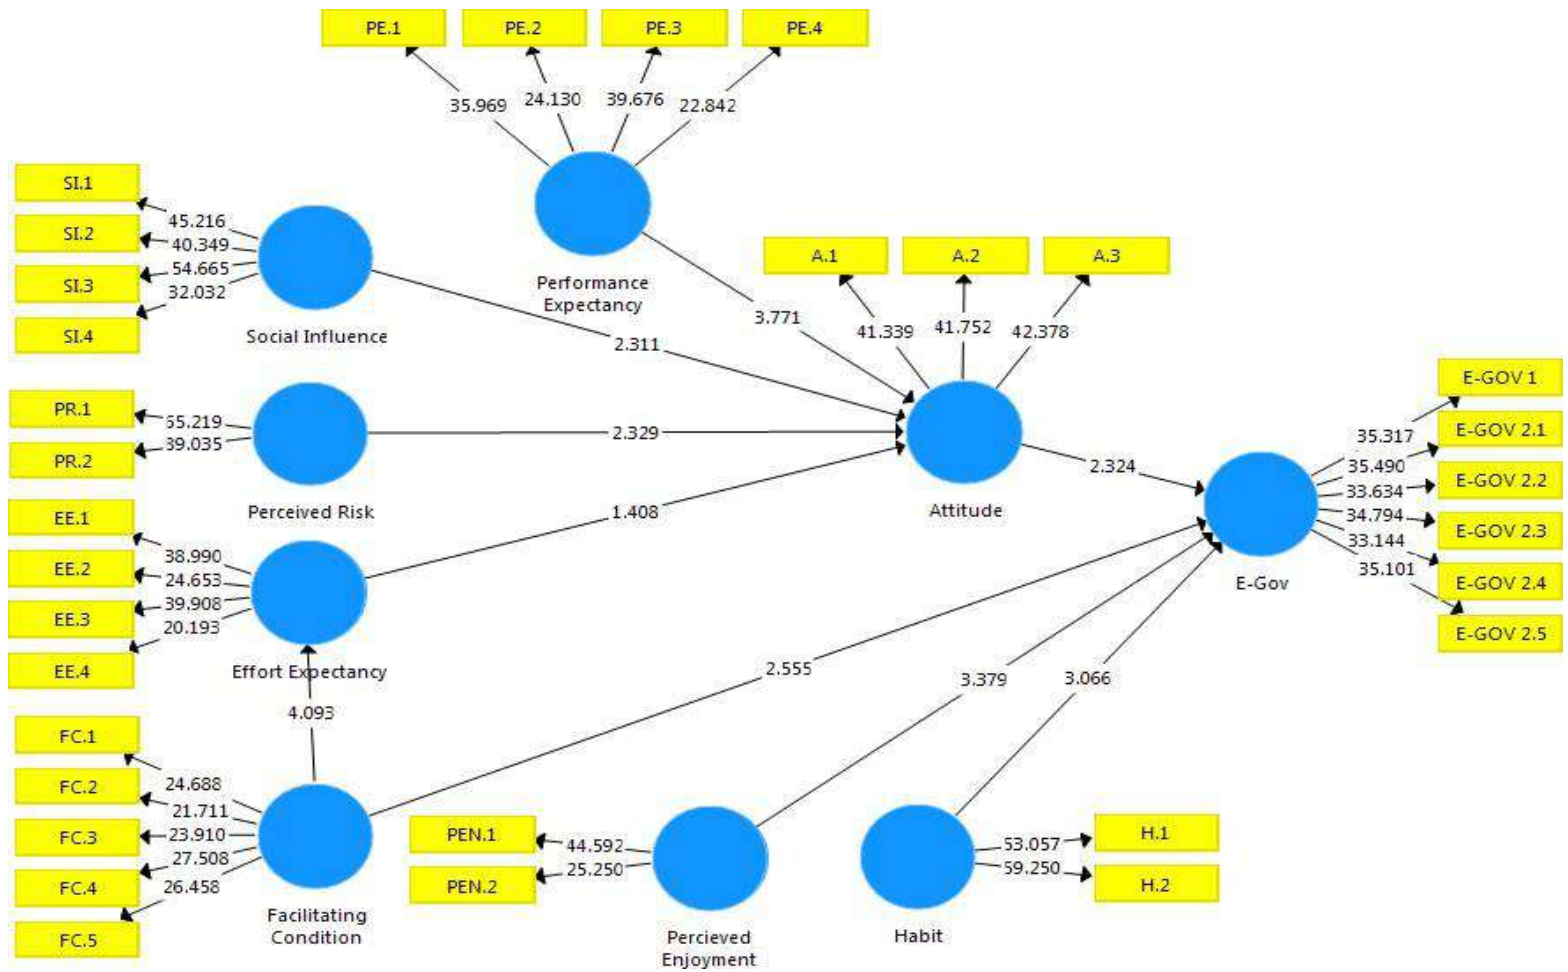 PE.1
PE.2
PE.3
PE.4
35.969
24.130
39.676
22.842
Performance
Expectancy
SI.1
SI.2
SI.3
SI.4
45.216
40.349
54.665
32.032
Social Influence
A.1
A.2
A.3
41.339
41.752
42.378
3.771
2.311
PR.1
PR.2
65.219
39.035
Perceived Risk
2.329
Attitude
2.324
E-GOV 1
E-GOV 2.1
E-GOV 2.2
E-GOV 2.3
E-GOV 2.4
E-GOV 2.5
35.317
35.490
33.634
34.794
33.144
35.101
E-Gov
EE.1
EE.2
EE.3
EE.4
38.990
24.653
39.908
20.193
Effort Expectancy
1.408
4.093
2.555
3.379
3.066
FC.1
FC.2
FC.3
FC.4
FC.5
24.688
21.711
23.910
27.508
26.458
Facilitating
Condition
PEN.1
PEN.2
44.592
25.250
Percieved
Enjoyment
Habit
53.057
59.250
H.1
H.2